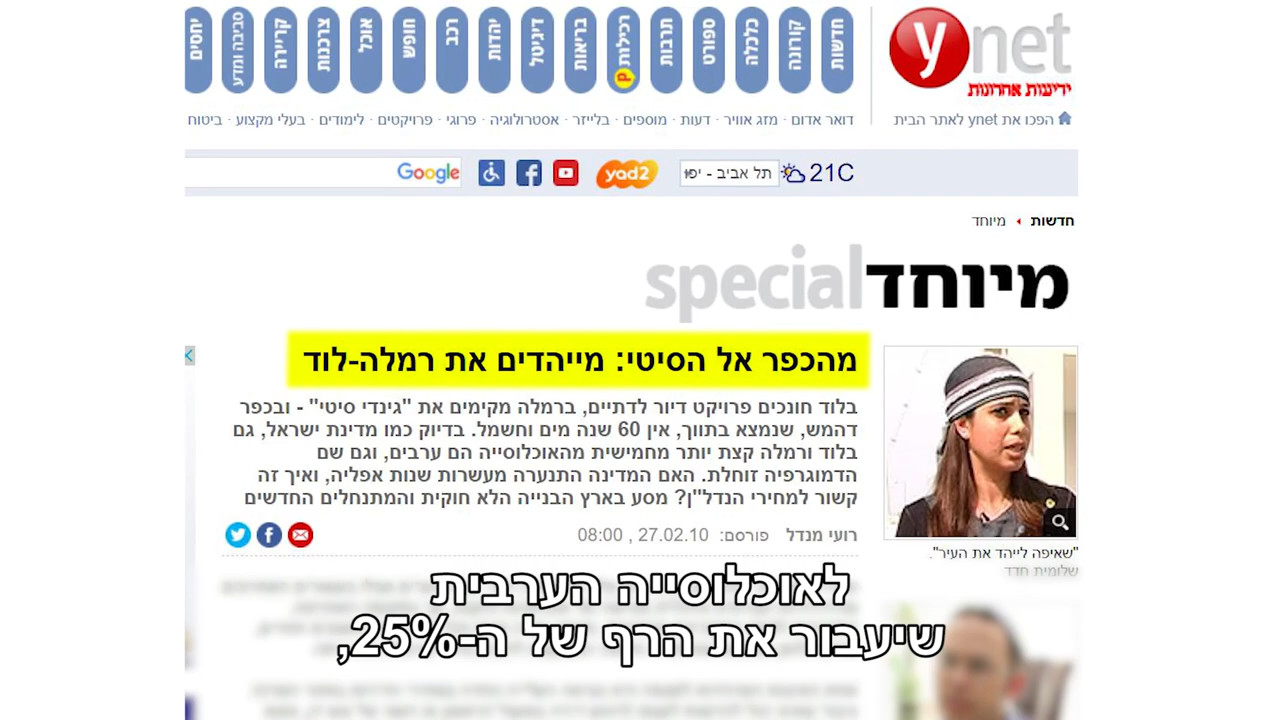 ynet
ידיעות אחרונות
חדשות
קורונה
כלכלה
ספורט
תרבות
רכילות
בריאות
דיגיטל
יהדות
רכב
חופש
אוכל
צרכנות
קריירה
סביבה ומדע
יחסים
הפכו את ynet לאתר הבית
דואר אדום · מזג אוויר · דעות · מוספים · בלייזר · אסטרולוגיה · פרוגי · פרויקטים · לימודים · בעלי מקצוע · ביטוח
21C תל אביב - יפו yad2 Google
חדשות מיוחד
מיוחד special
מהכפר אל הסיטי: מייהדים את רמלה-לוד
בלוד חונכים פרויקט דיור לדתיים, ברמלה מקימים את "גינדי סיטי" - ובכפר
דהמש, שנמצא בתווך, אין 60 שנה מים וחשמל. בדיוק כמו מדינת ישראל, גם
בלוד ורמלה קצת יותר מחמישית מהאוכלוסייה הם ערבים, וגם שם
הדמוגרפיה זוחלת. האם המדינה התנערה מעשרות שנות אפליה, ואיך זה
קשור למחירי הנדל"ן? מסע בארץ הבנייה הלא חוקית והמתנחלים החדשים
רועי מנדל פורסם: 27.02.10 , 08:00
"שאיפה לייהד את העיר".
שלומית חדד
לאוכלוסייה הערבית
שיעבור את הרף של ה-25%,